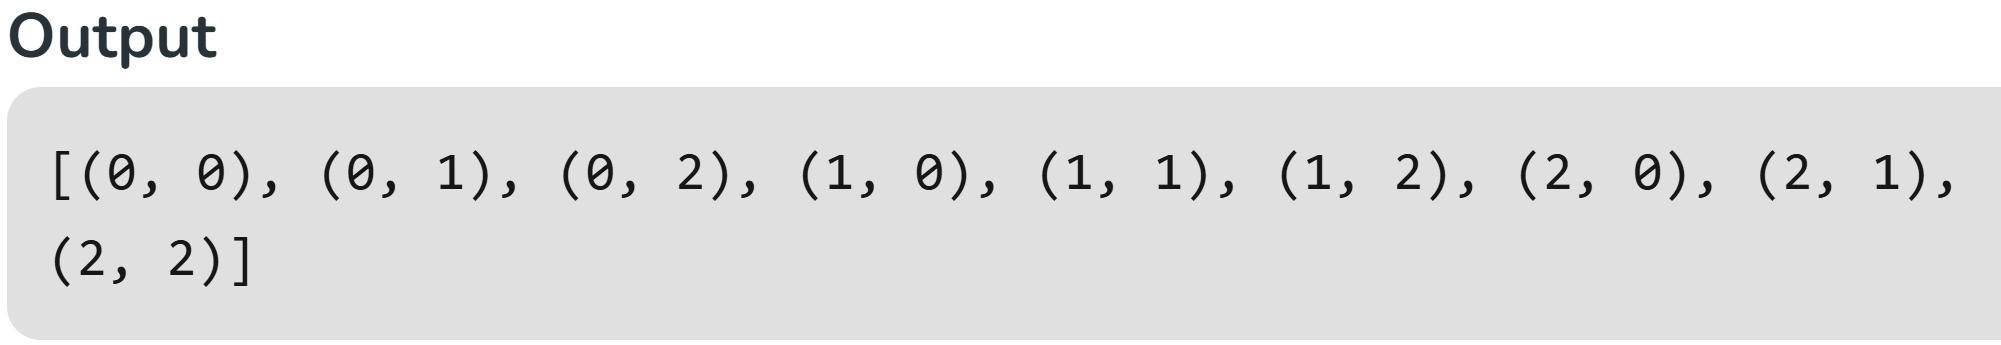 Output
[(0, 0), (0, 1), (0, 2), (1, 0), (1, 1), (1, 2), (2, 0), (2, 1),
(2, 2)]